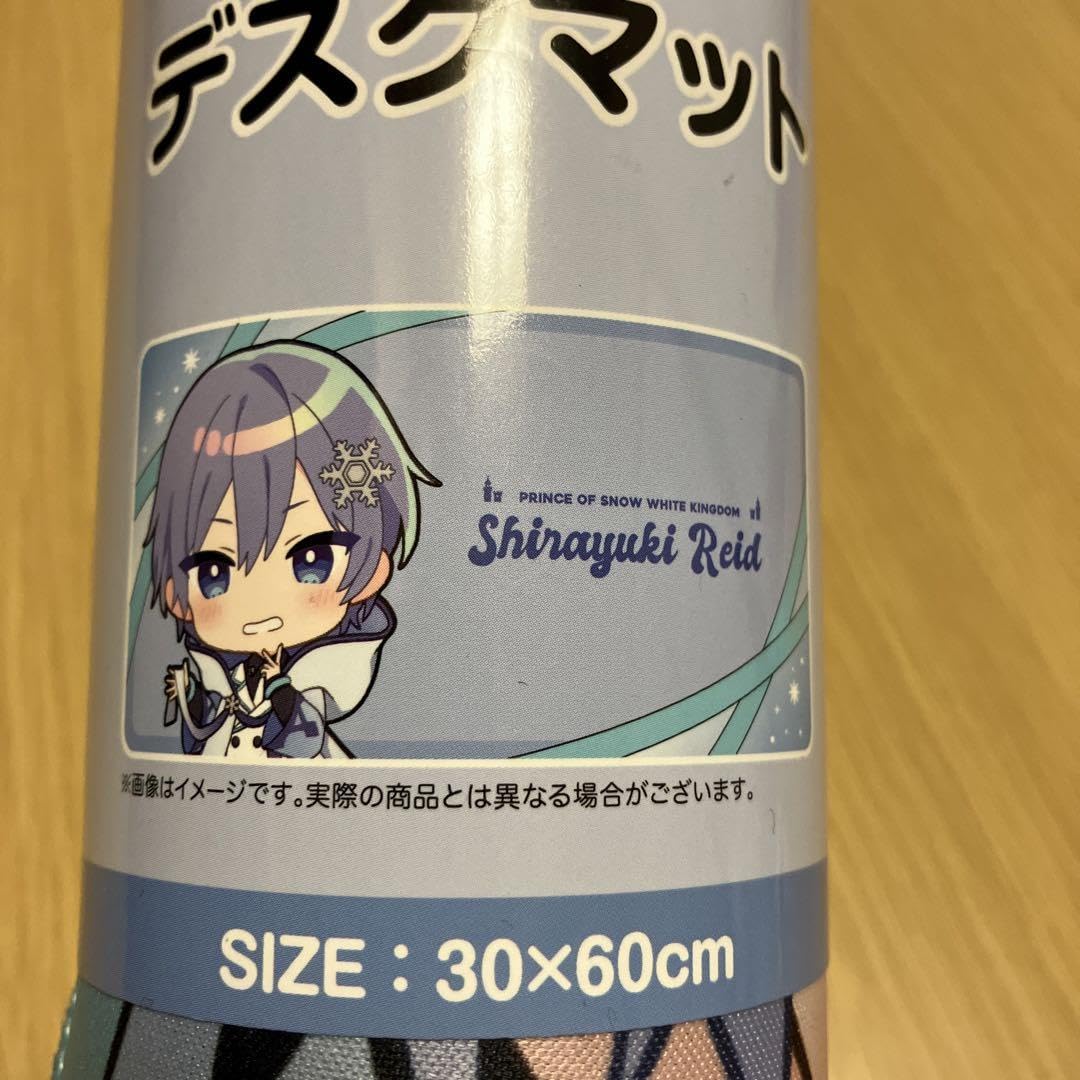 デスクマット
PRINCE OF SNOW WHITE KINGDOM
Shirayuki Reid
※画像はイメージです。実際の商品とは異なる場合がございます。
SIZE：30×60cm